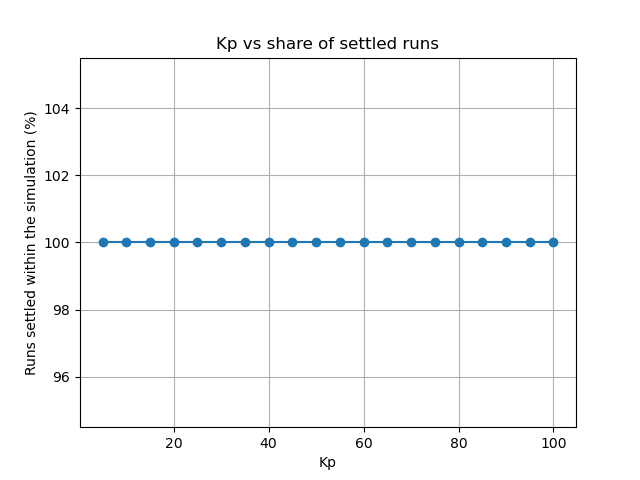 Kp vs share of settled runs
Runs settled within the simulation (%)
104
102
100
98
96
20 40 60 80 100
Kp